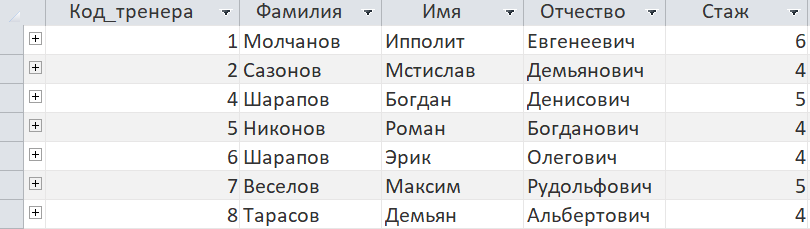 Код_тренера Фамилия Имя Отчество Стаж
1 Молчанов Ипполит Евгенеевич 6
2 Сазонов Мстислав Демьянович 4
4 Шарапов Богдан Денисович 5
5 Никонов Роман Богданович 4
6 Шарапов Эрик Олегович 4
7 Веселов Максим Рудольфович 5
8 Тарасов Демьян Альбертович 4